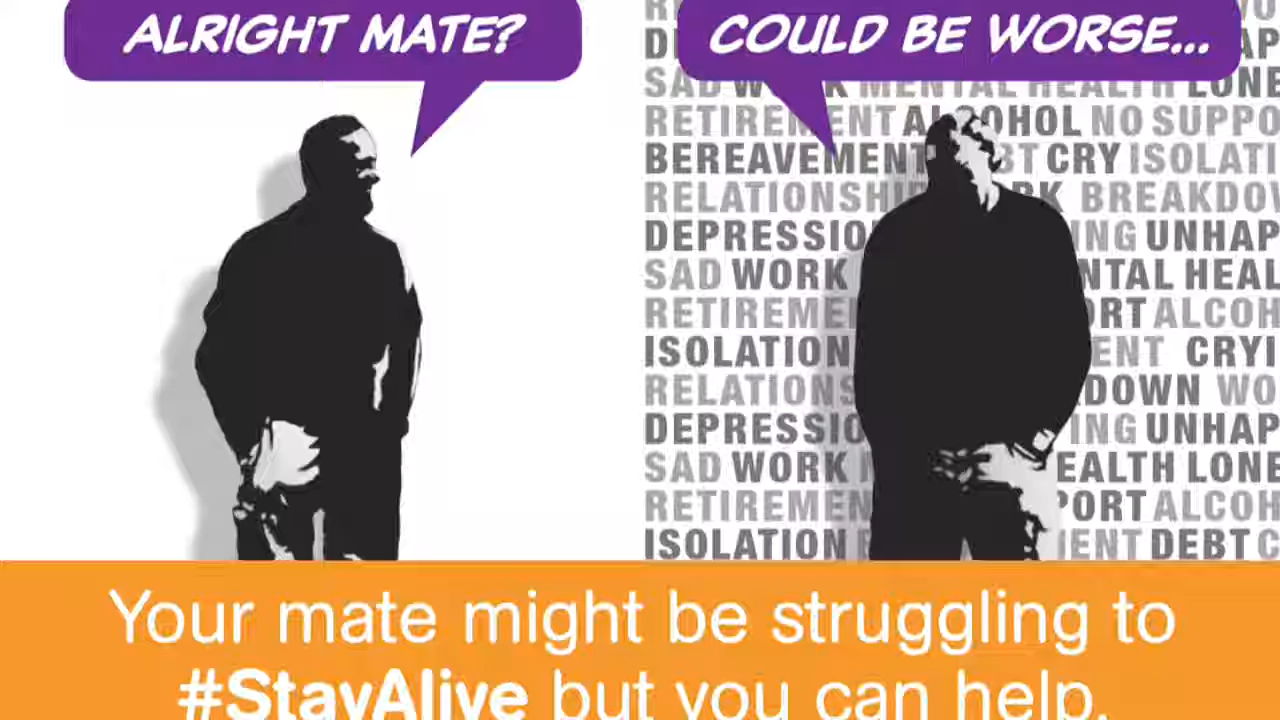 ALRIGHT MATE?
COULD BE WORSE...
SAD MENTAL HEALTH LONE
RETIREMENT ALCOHOL NO SUPPO
BEREAVEMENT CRY ISOLATI
RELATIONSHI BREAKDOW
DEPRESSIO ING UNHAP
SAD WORK NTAL HEAL
RETIREME ORT ALCOH
ISOLATION ENT CRYI
RELATIONS DOWN WO
DEPRESSIO ING UNHAP
SAD WORK EALTH LONE
RETIREMEN PORT ALCOH
ISOLATION ENT DEBT C
Your mate might be struggling to
#StayAlive but you can help.